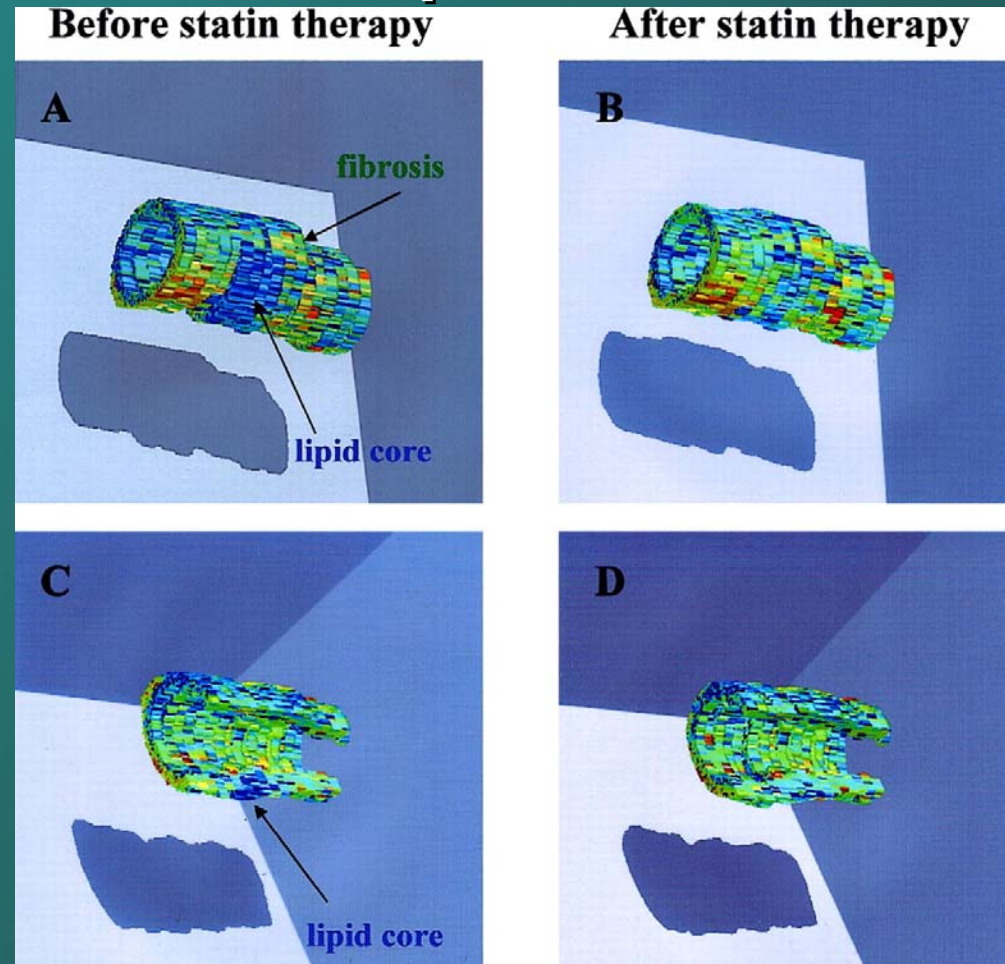 Before statin therapy
After statin therapy
A
fibrosis
lipid core
B
C
lipid core
D